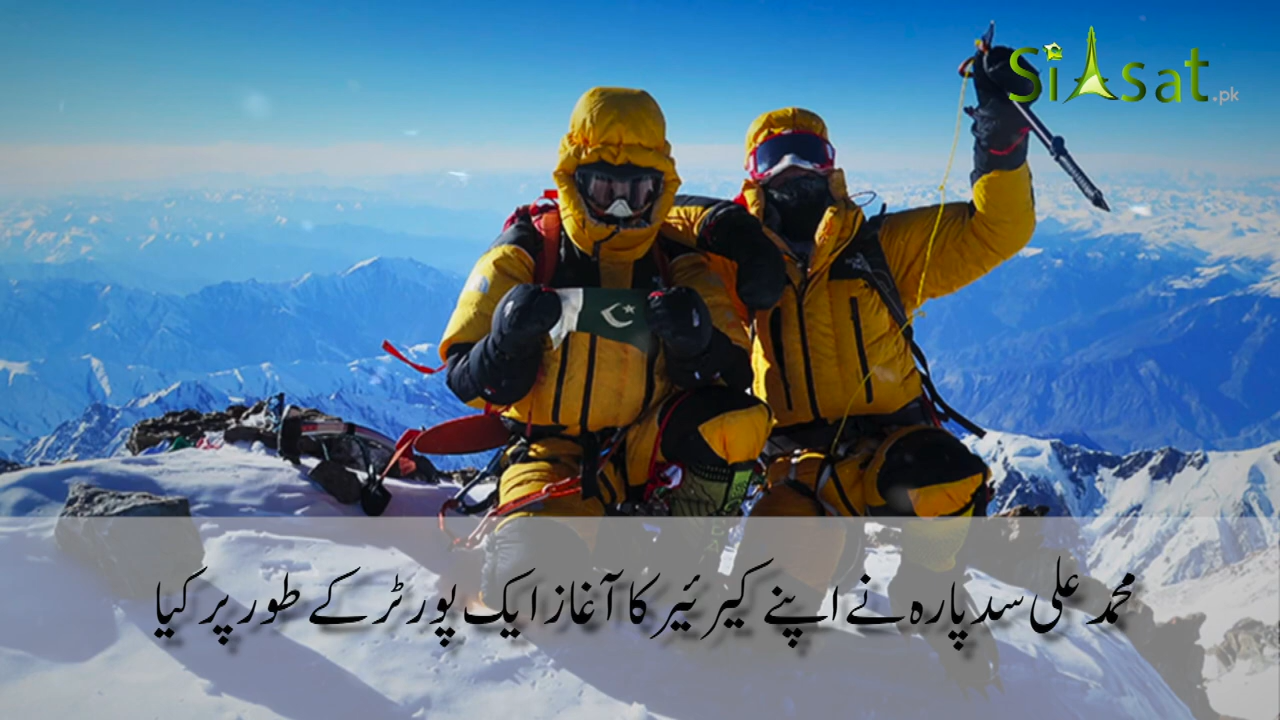 SiAsat.pk
محمد علی سدپارہ نے اپنے کیرئیر کا آغاز ایک پورٹر کے طور پر کیا